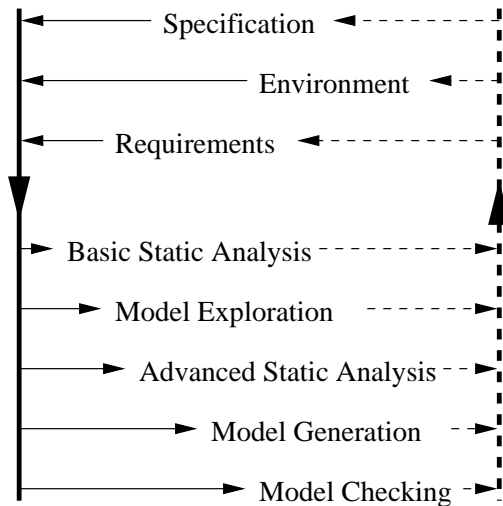 Specification
Environment
Requirements
Basic Static Analysis
Model Exploration
Advanced Static Analysis
Model Generation
Model Checking